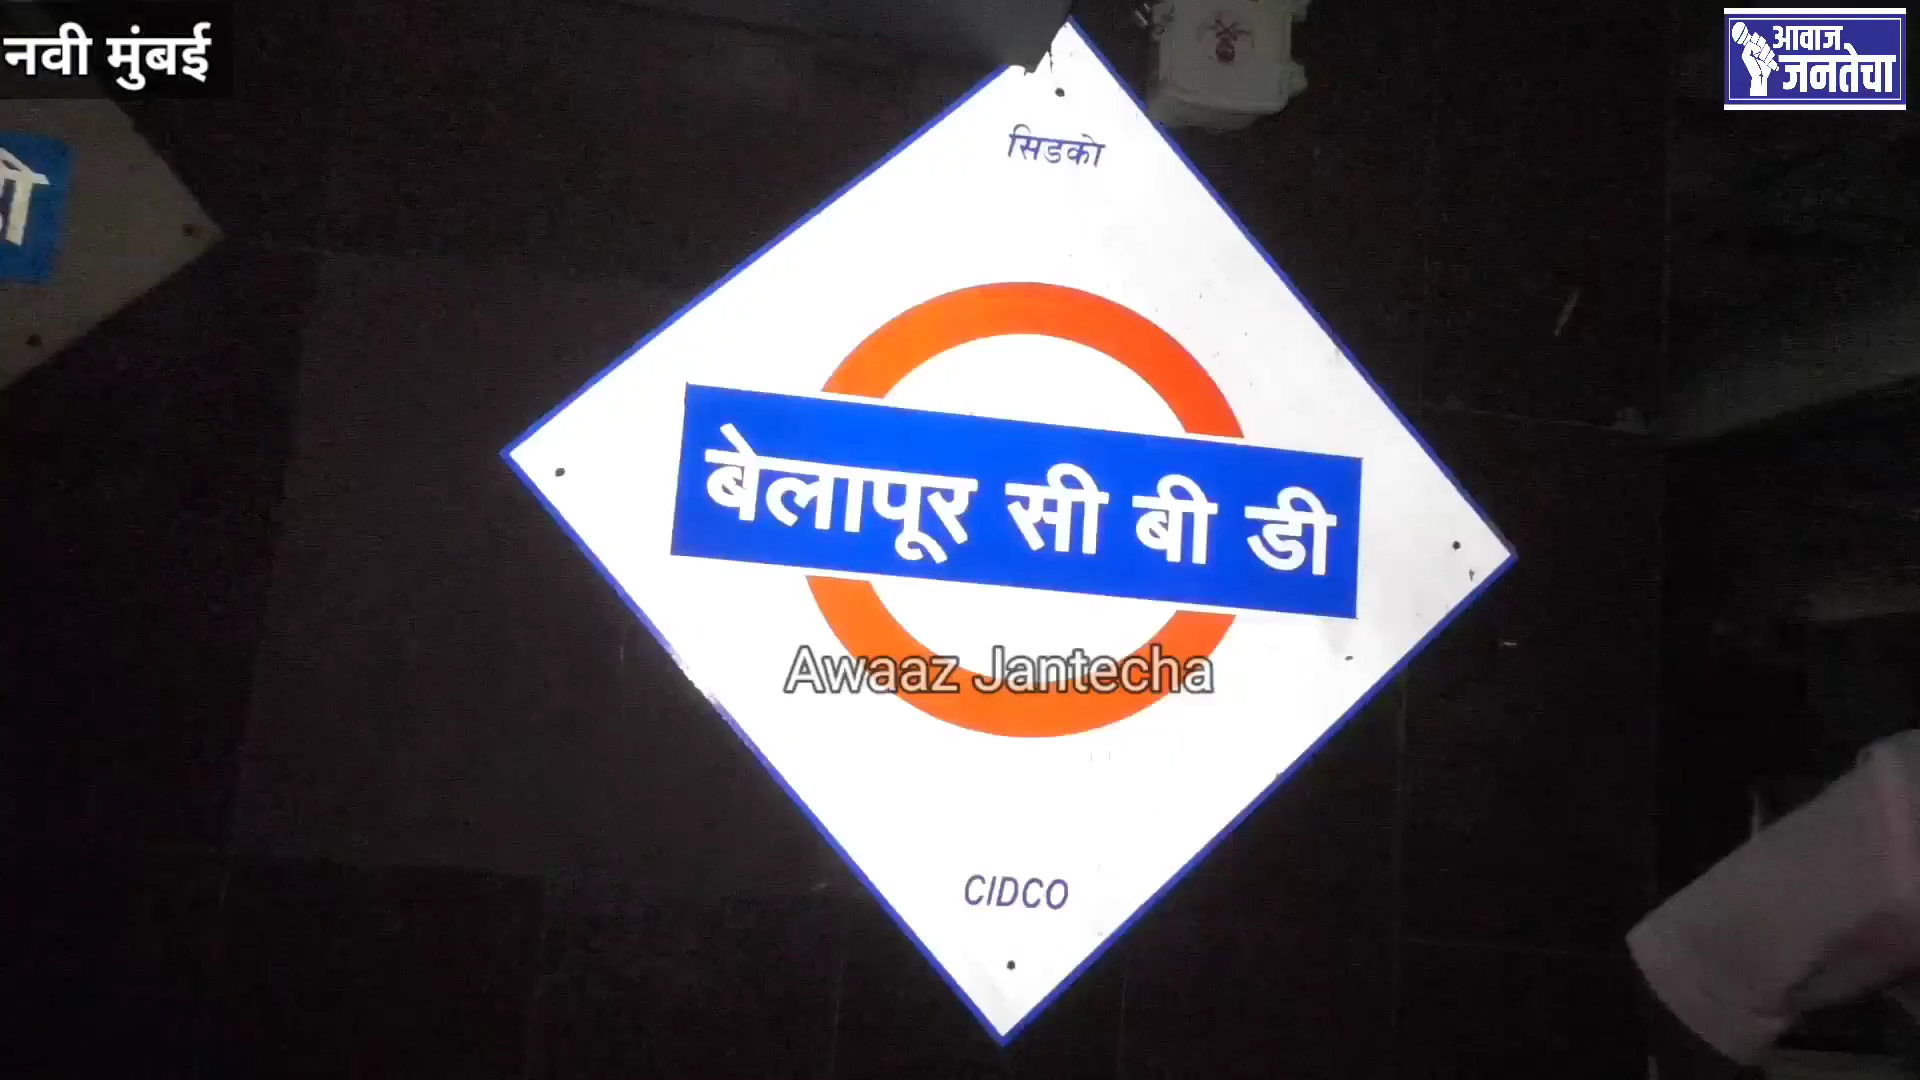 नवी मुंबई
आवाज
जनतेचा
सिडको
बेलापूर सी बी डी
Awaaz Jantecha
CIDCO